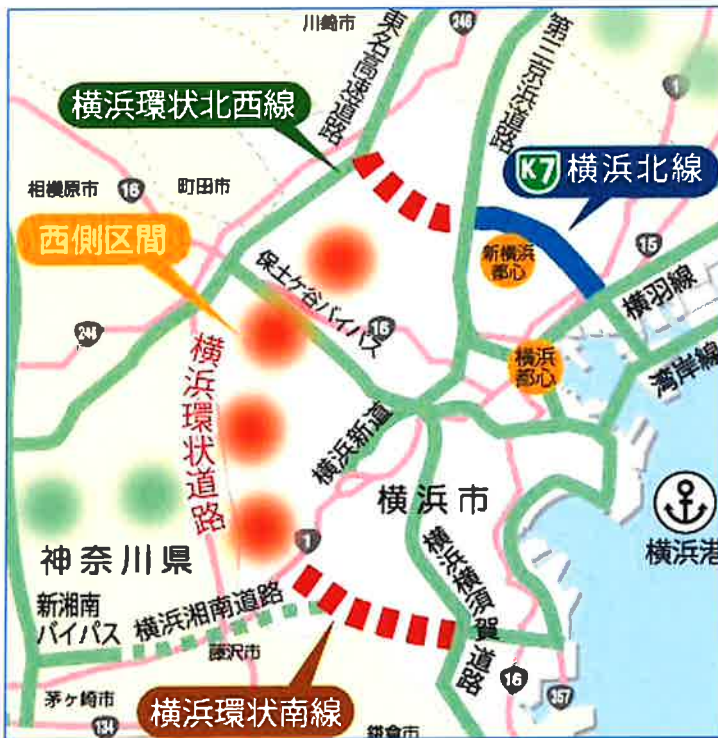 川崎市
246
東名高速道路
第三京浜道路
1
横浜環状北西線
K7 横浜北線
相模原市
16
町田市
西側区間
新横浜
都心
15
保土ケ谷バイパス
横羽線
246
16
横浜
都心
湾岸線
横浜環状道路
横浜新道
横浜市
横浜港
1
神奈川県
横浜横須賀道路
新湘南
バイパス
横浜湘南道路
藤沢市
16
357
茅ヶ崎市
134
横浜環状南線
鎌倉市